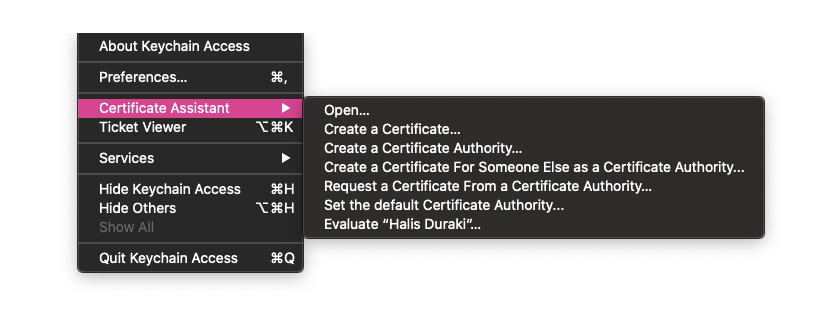 About Keychain Access
Preferences... ⌘,
Certificate Assistant ▶
Ticket Viewer ⌥⌘K
Services ▶
Hide Keychain Access ⌘H
Hide Others ⌥⌘H
Show All
Quit Keychain Access ⌘Q
Open...
Create a Certificate...
Create a Certificate Authority...
Create a Certificate For Someone Else as a Certificate Authority...
Request a Certificate From a Certificate Authority...
Set the default Certificate Authority...
Evaluate “Halis Duraki”...